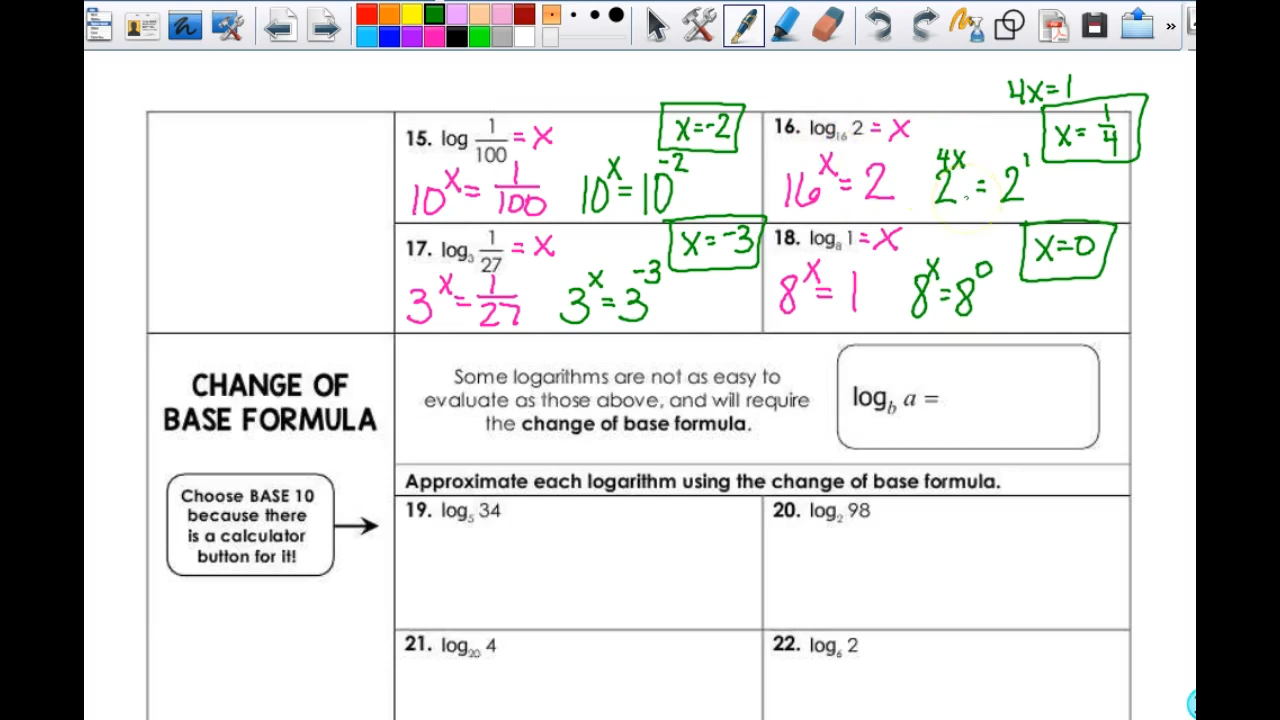 4x=1
15. log 1/100 = x
x=-2
10^x = 1/100 10^x = 10^-2
16. log₁₆ 2 = x
x = 1/4
16^x = 2 2^4x = 2^1
17. log₃ 1/27 = x
x = -3
3^x = 1/27 3^x = 3^-3
18. log₈ 1 = x
x=0
8^x = 1 8^x = 8^0
CHANGE OF
BASE FORMULA
Some logarithms are not as easy to
evaluate as those above, and will require
the change of base formula.
log_b a =
Choose BASE 10
because there
is a calculator
button for it!
Approximate each logarithm using the change of base formula.
19. log₅ 34
20. log₂ 98
21. log₂₀ 4
22. log₆ 2